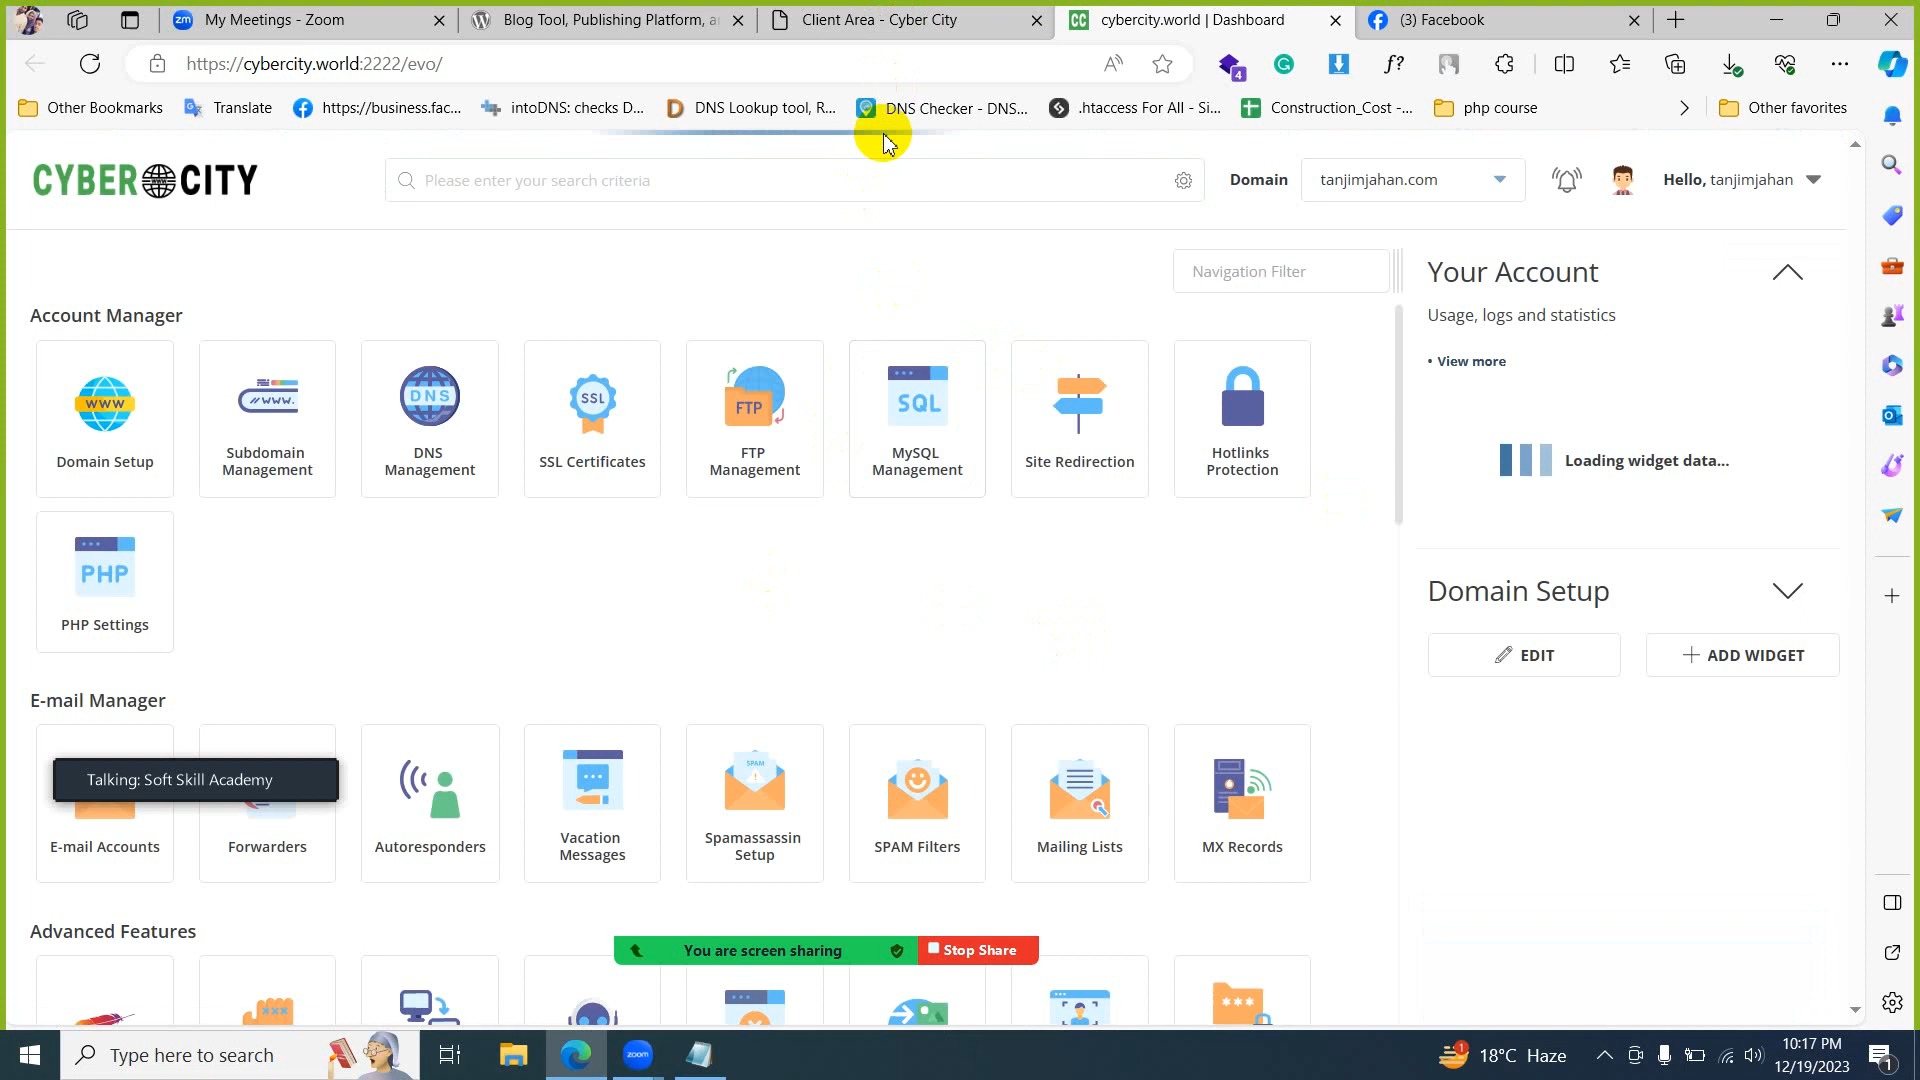 My Meetings - Zoom
Blog Tool, Publishing Platform, a
Client Area - Cyber City
CC
cybercity.world | Dashboard
(3) Facebook
https://cybercity.world:2222/evo/
4
Other Bookmarks
Translate
https://business.fac...
intoDNS: checks D...
DNS Lookup tool, R...
DNS Checker - DNS...
.htaccess For All - Si...
Construction_Cost -...
php course
Other favorites
CYBER CITY
Please enter your search criteria
Domain
tanjimjahan.com
Hello, tanjimjahan
Navigation Filter
Your Account
Usage, logs and statistics
• View more
Loading widget data...
Domain Setup
EDIT
ADD WIDGET
Account Manager
WWW
//WWW.
DNS
SSL
FTP
SQL
Domain Setup
Subdomain
Management
DNS
Management
SSL Certificates
FTP
Management
MySQL
Management
Site Redirection
Hotlinks
Protection
PHP
PHP Settings
E-mail Manager
Talking: Soft Skill Academy
SPAM
E-mail Accounts
Forwarders
Autoresponders
Vacation
Messages
Spamassassin
Setup
SPAM Filters
Mailing Lists
MX Records
Advanced Features
You are screen sharing
Stop Share
Type here to search
zoom
1
18°C Haze
10:17 PM
12/19/2023
1